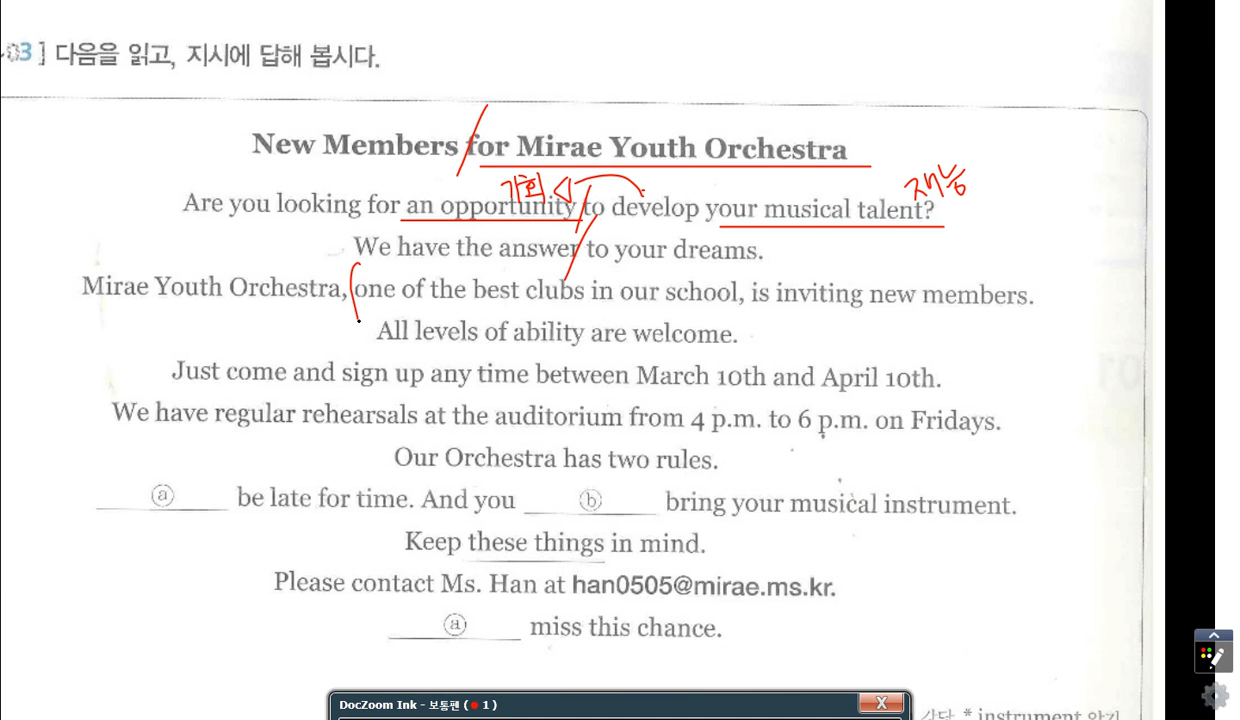 03] 다음을 읽고, 지시에 답해 봅시다.
New Members for Mirae Youth Orchestra
기회
재능
Are you looking for an opportunity to develop your musical talent?
We have the answer to your dreams.
Mirae Youth Orchestra, one of the best clubs in our school, is inviting new members.
All levels of ability are welcome.
Just come and sign up any time between March 10th and April 10th.
We have regular rehearsals at the auditorium from 4 p.m. to 6 p.m. on Fridays.
Our Orchestra has two rules.
ⓐ be late for time. And you ⓑ bring your musical instrument.
Keep these things in mind.
Please contact Ms. Han at han0505@mirae.ms.kr.
ⓐ miss this chance.
DocZoom Ink - 보통펜 ( 1 )
* instrument 악기